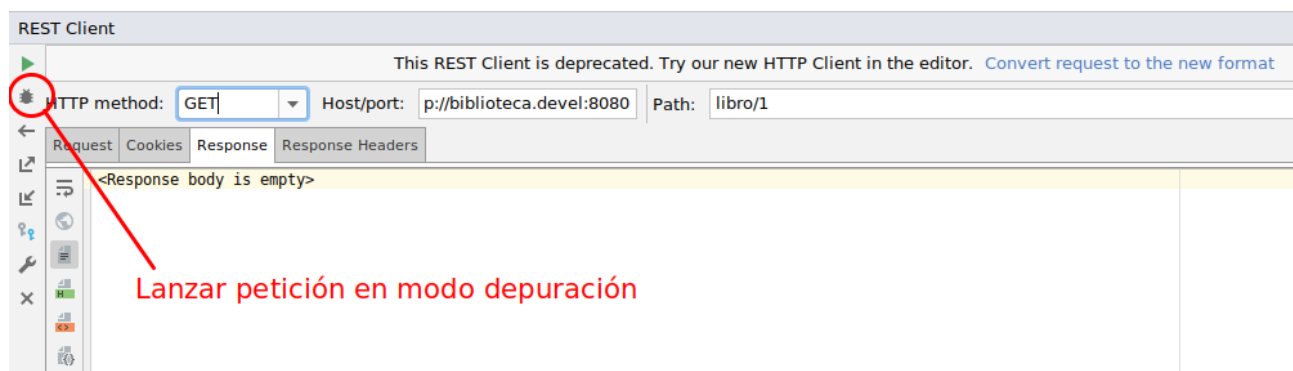 REST Client
This REST Client is deprecated. Try our new HTTP Client in the editor. Convert request to the new format
HTTP method: GET Host/port: p://biblioteca.devel:8080 Path: libro/1
Request Cookies Response Response Headers
<Response body is empty>
Lanzar petición en modo depuración